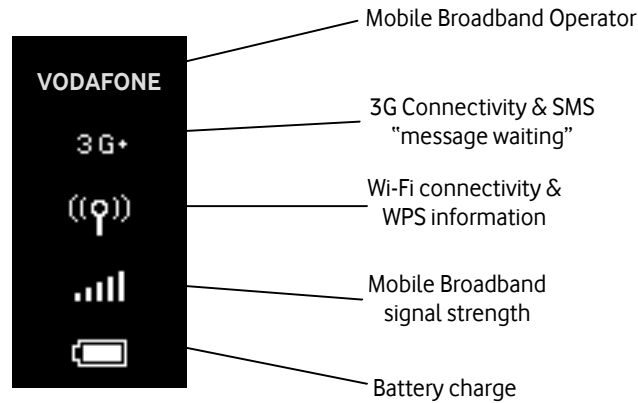 Mobile Broadband Operator
VODAFONE
3G Connectivity & SMS
“message waiting”
3G+
Wi-Fi connectivity &
WPS information
Mobile Broadband
signal strength
Battery charge